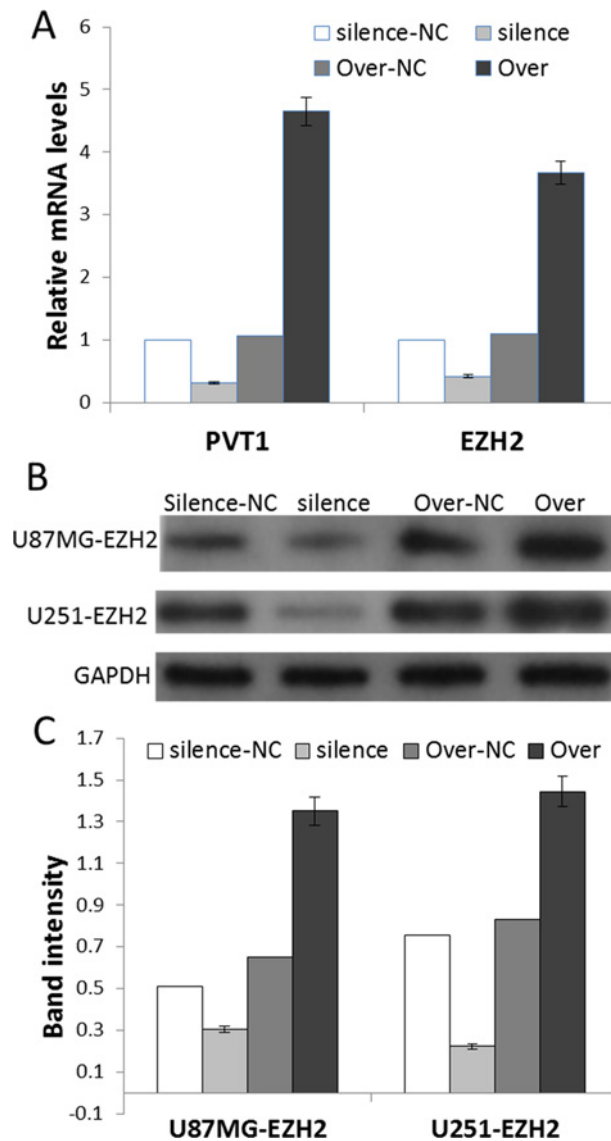 A
6
silence-NC silence
Over-NC Over
5
4
3
2
1
0
Relative mRNA levels
PVT1 EZH2
B
Silence-NC silence Over-NC Over
U87MG-EZH2
U251-EZH2
GAPDH
C
1.7
silence-NC silence Over-NC Over
1.5
1.3
1.1
0.9
0.7
0.5
0.3
0.1
-0.1
Band intensity
U87MG-EZH2 U251-EZH2